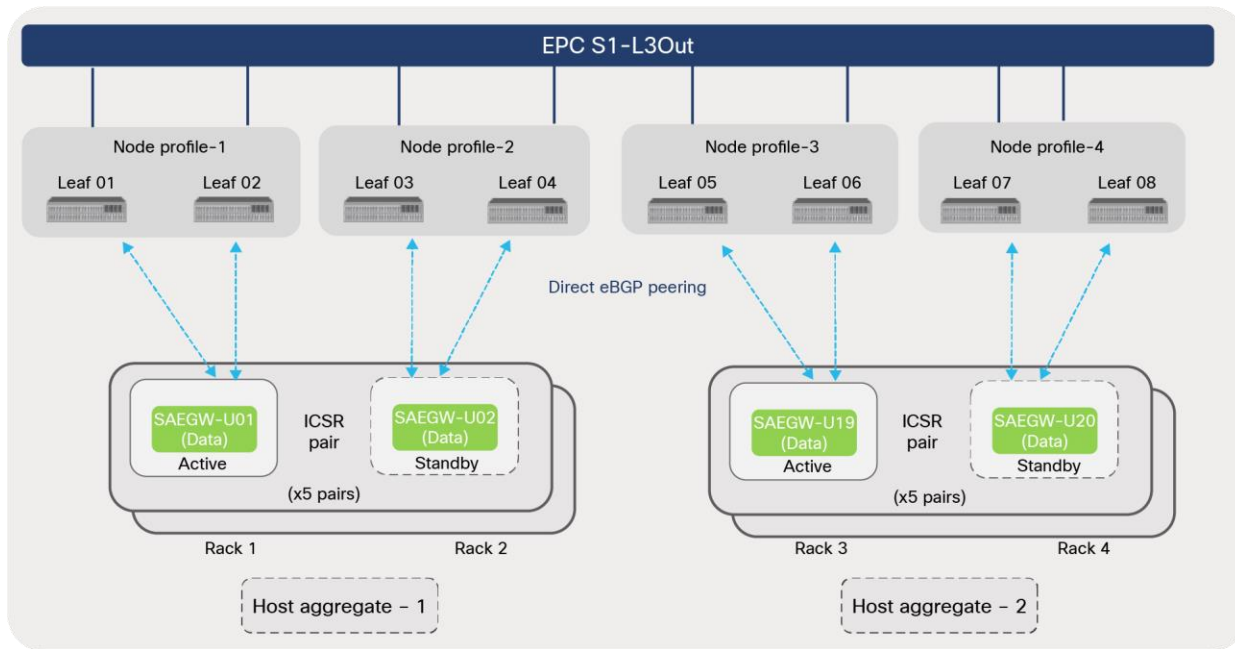 EPC S1-L3Out
Node profile-1
Node profile-2
Node profile-3
Node profile-4
Leaf 01
Leaf 02
Leaf 03
Leaf 04
Leaf 05
Leaf 06
Leaf 07
Leaf 08
Direct eBGP peering
SAEGW-U01
(Data)
Active
ICSR
pair
SAEGW-U02
(Data)
Standby
(x5 pairs)
SAEGW-U19
(Data)
Active
ICSR
pair
SAEGW-U20
(Data)
Standby
(x5 pairs)
Rack 1
Rack 2
Rack 3
Rack 4
Host aggregate - 1
Host aggregate - 2